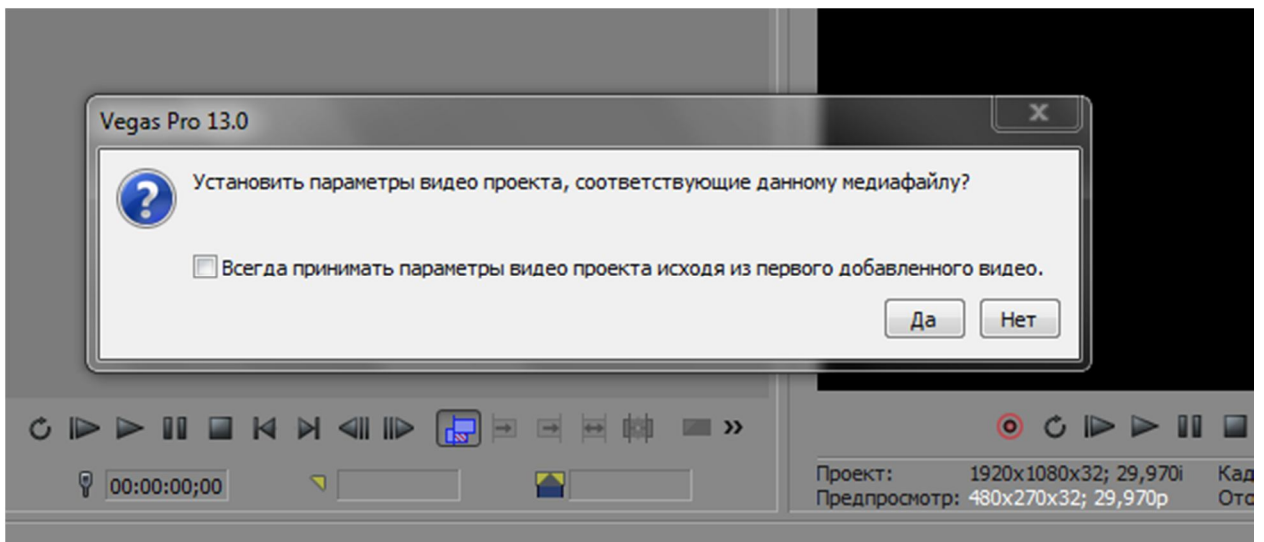 Vegas Pro 13.0
Установить параметры видео проекта, соответствующие данному медиафайлу?
Всегда принимать параметры видео проекта исходя из первого добавленного видео.
Да Нет
00:00:00;00
Проект: 1920x1080x32; 29,970i Кад
Предпросмотр: 480x270x32; 29,970p Ото